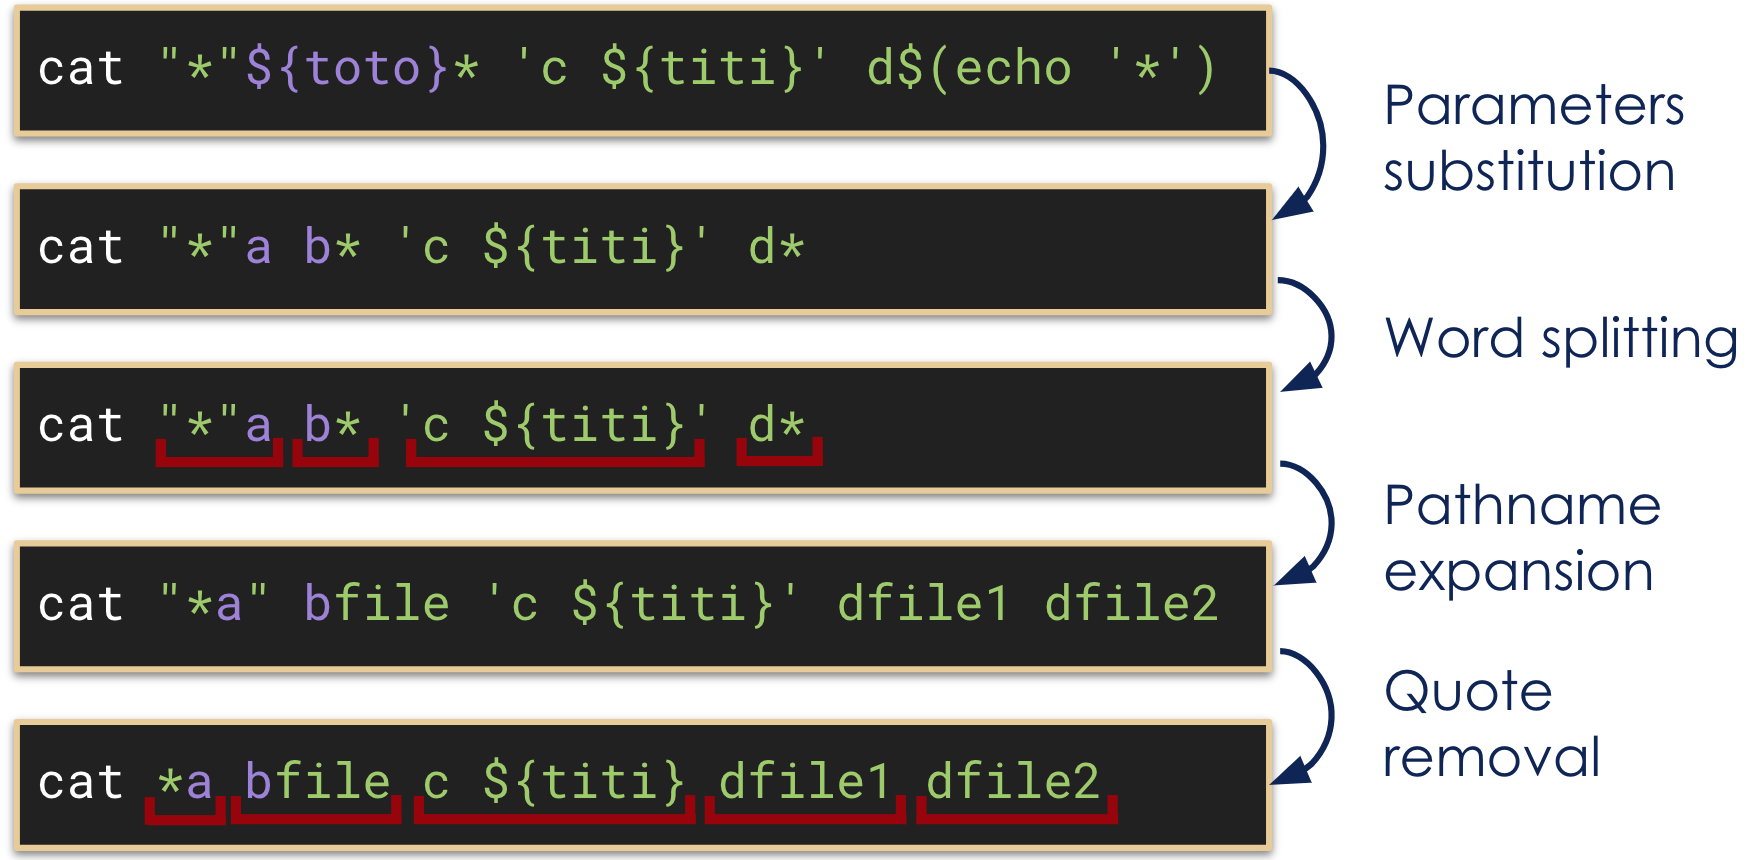 cat "*"${toto}* 'c ${titi}' d$(echo '*')
Parameters
substitution
cat "*"a b* 'c ${titi}' d*
Word splitting
cat "*"a b* 'c ${titi}' d*
Pathname
expansion
cat "*a" bfile 'c ${titi}' dfile1 dfile2
Quote
removal
cat *a bfile c ${titi} dfile1 dfile2